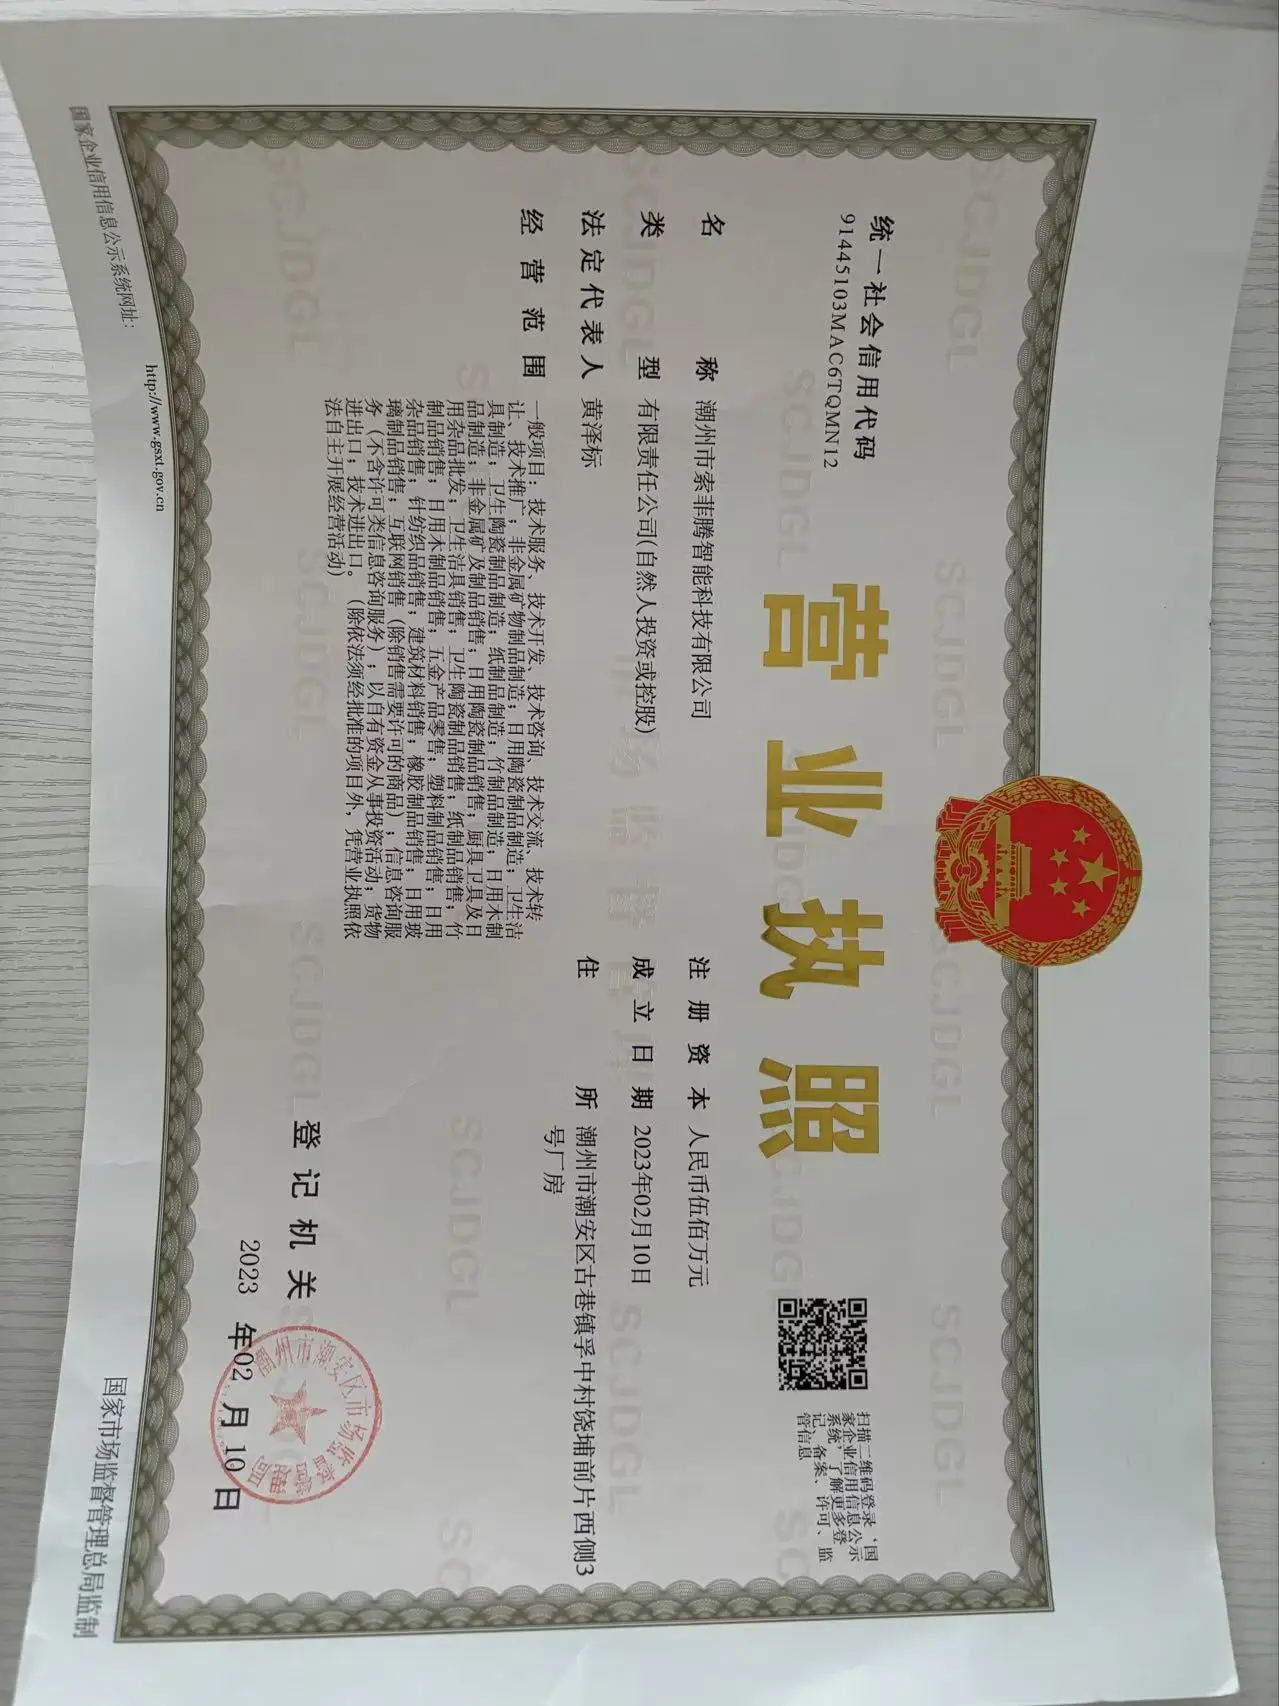 营业执照
统一社会信用代码
91445103MAC6TQMN12
扫描二维码登录‘国
家企业信用信息公示
系统’了解更多登
记、备案、许可、监
管信息
名称 潮州市索菲腾智能科技有限公司
类型 有限责任公司(自然人投资或控股)
法定代表人 黄泽标
经营范围 一般项目：技术服务、技术开发、技术咨询、技术交流、技术转
让、技术推广；非金属矿物制品制造；日用陶瓷制品制造；卫生洁
具制造；卫生陶瓷制品制造；纸制品制造；竹制品制造；日用木制
品制造；非金属矿及制品销售；日用陶瓷制品销售；厨具卫具及日
用杂品批发；卫生洁具销售；卫生陶瓷制品销售；纸制品销售；竹
制品销售；日用木制品销售；五金产品零售；塑料制品销售；日用
杂品销售；针纺织品销售；建筑材料销售；橡胶制品销售；日用玻
璃制品销售；互联网销售（除销售需要许可的商品）；信息咨询服
务（不含许可类信息咨询服务）；以自有资金从事投资活动；货物
进出口；技术进出口。（除依法须经批准的项目外，凭营业执照依
法自主开展经营活动）
注册资本 人民币伍佰万元
成立日期 2023年02月10日
住所 潮州市潮安区古巷镇孚中村饶埔前片西侧3
号厂房
登记机关
2023 年02 月 10 日
国家企业信用信息公示系统网址：
http://www.gsxt.gov.cn
国家市场监督管理总局监制